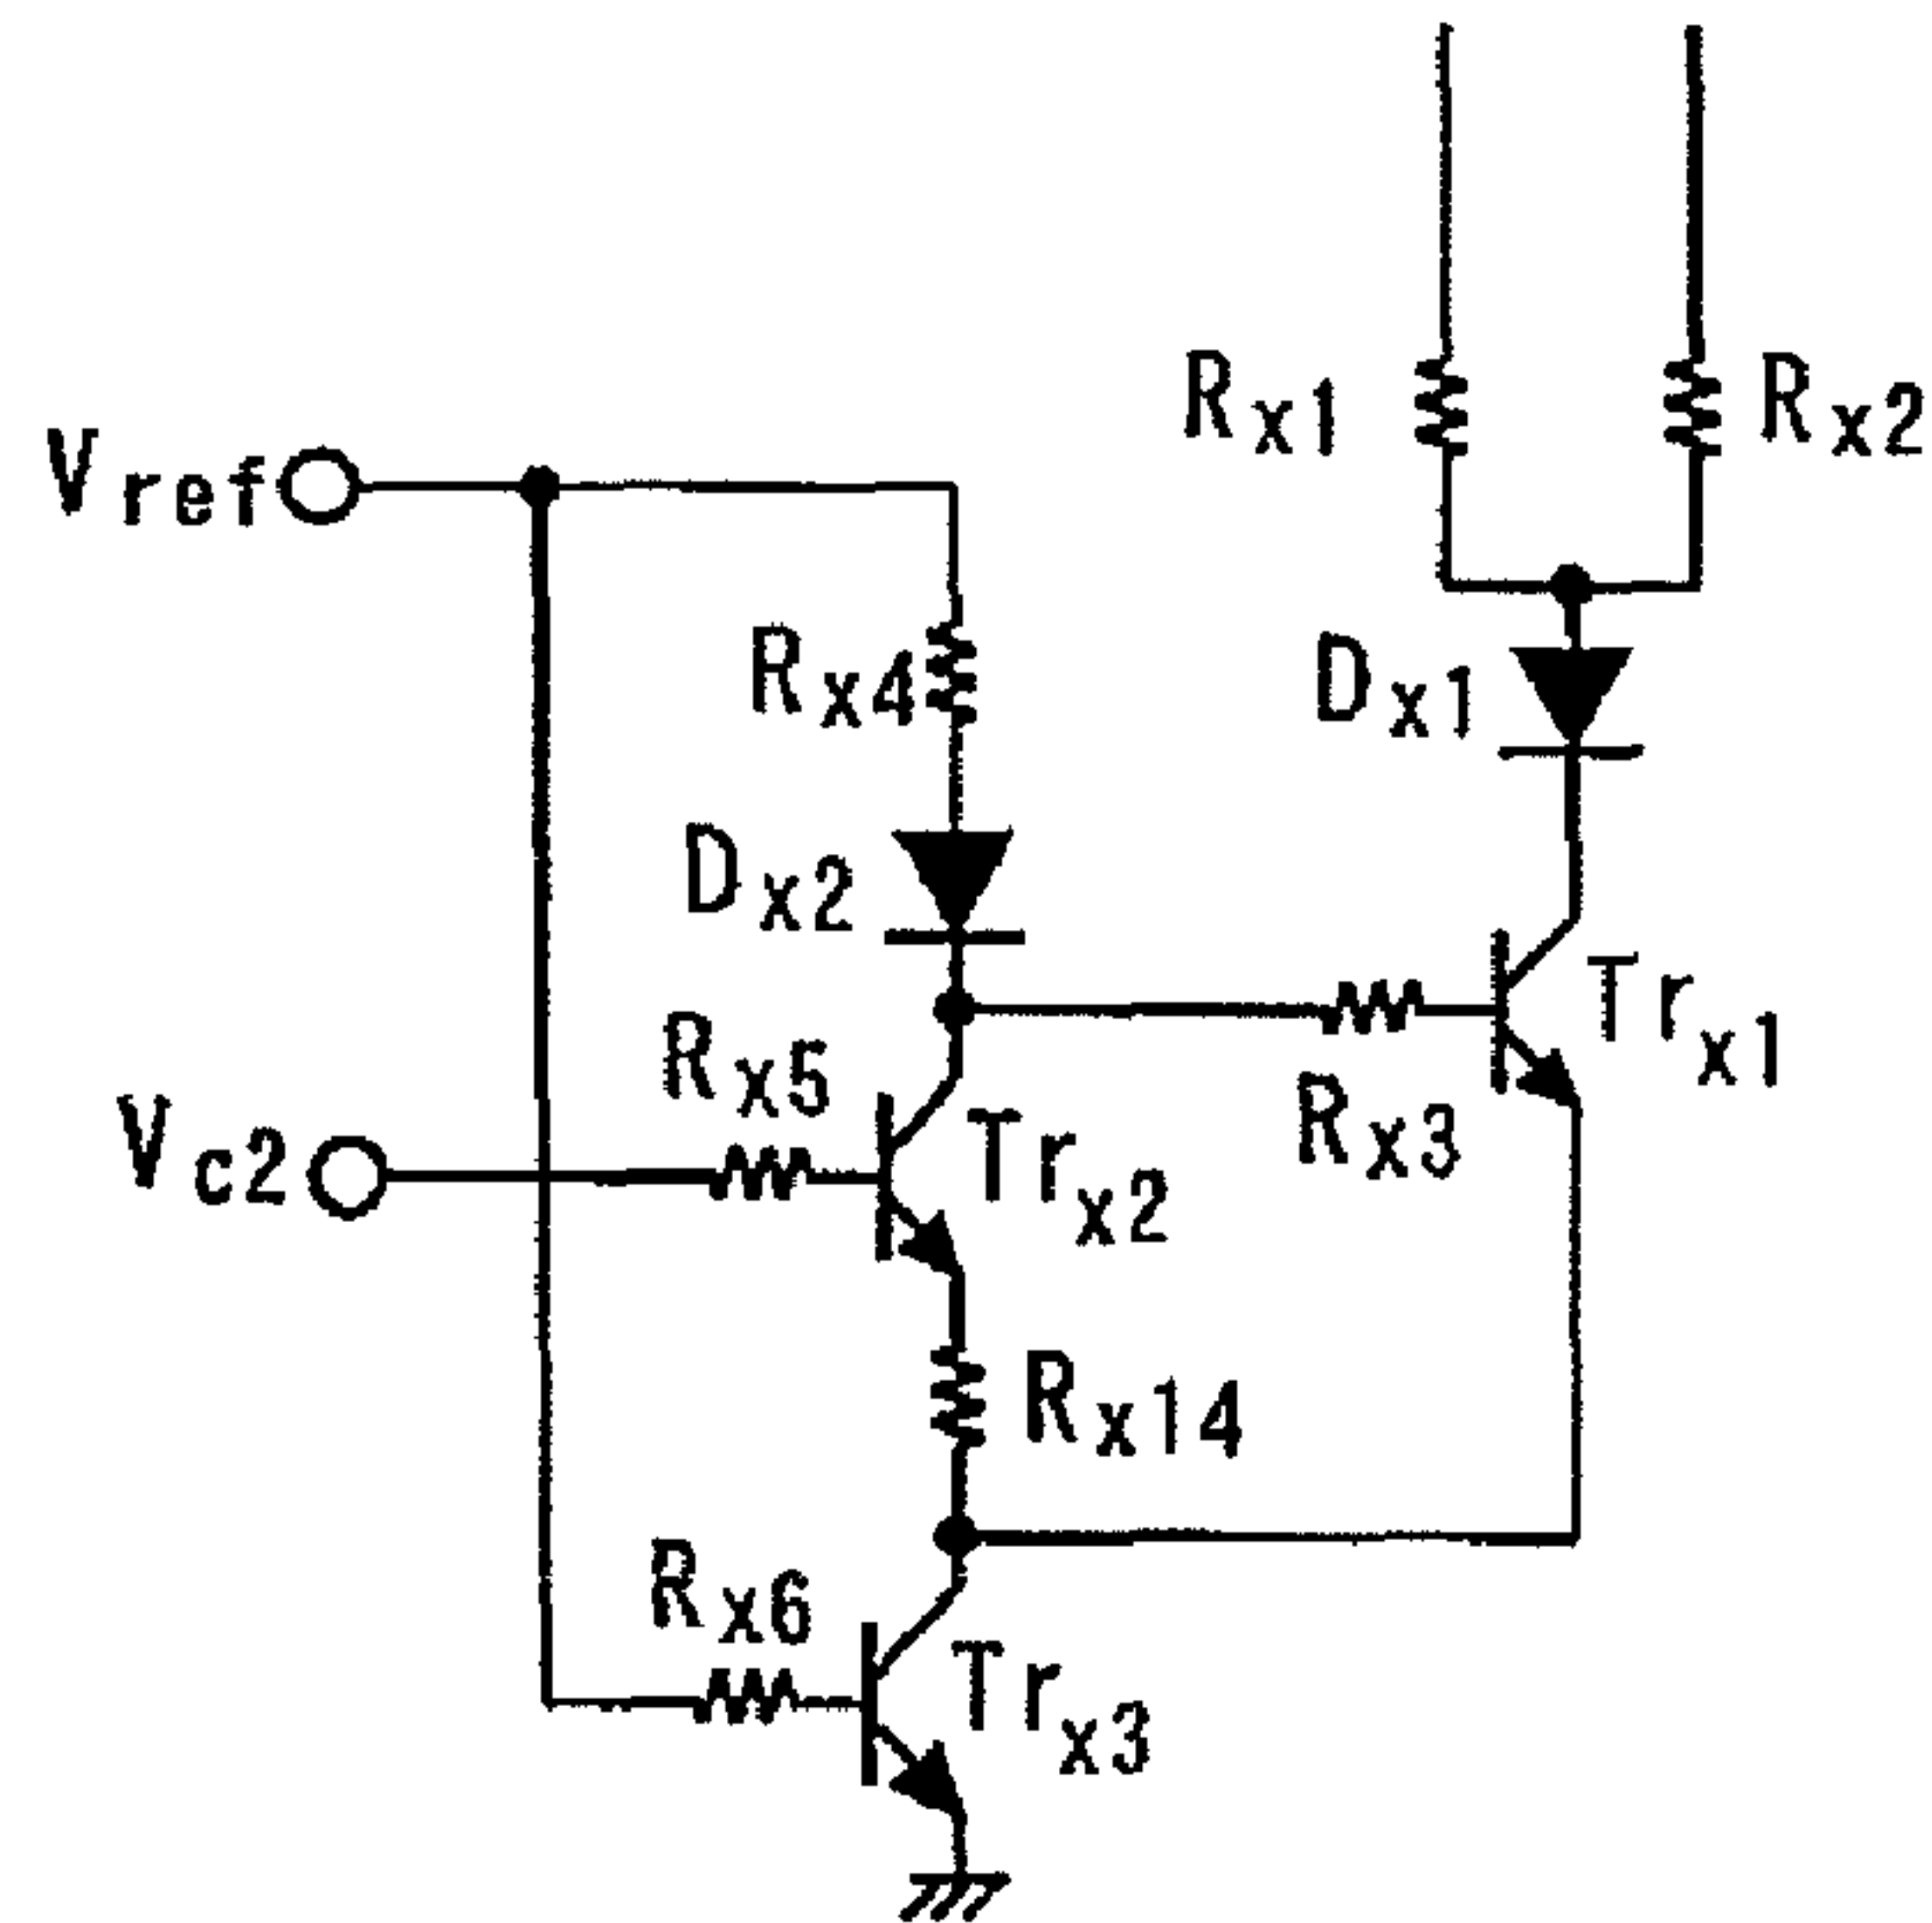 Rx1
Rx2
Vref
Rx4
Dx1
Dx2
Trx1
Rx5
Rx3
Vc2
Trx2
Rx14
Rx6
Trx3